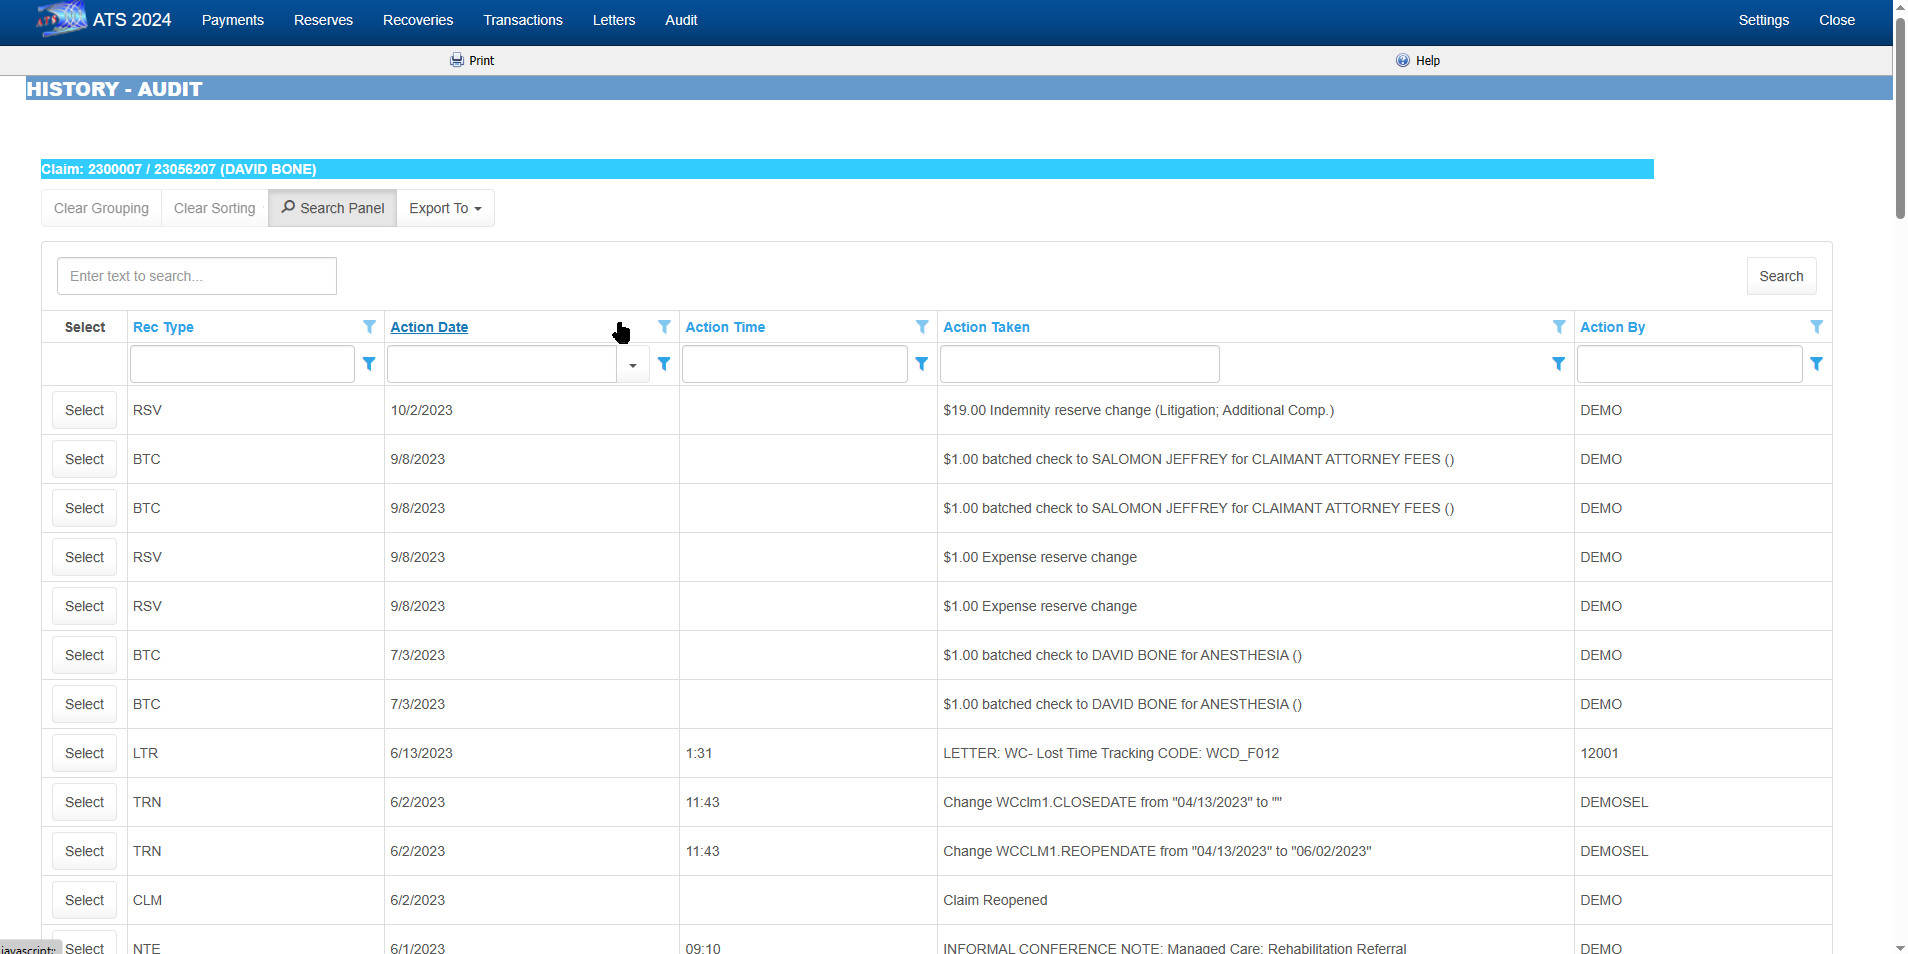 ATS ATS 2024 Payments Reserves Recoveries Transactions Letters Audit Settings Close
Print Help
HISTORY - AUDIT
Claim: 2300007 / 23056207 (DAVID BONE)
Clear Grouping Clear Sorting Search Panel Export To
Enter text to search... Search
Select Rec Type Action Date Action Time Action Taken Action By
Select RSV 10/2/2023 $19.00 Indemnity reserve change (Litigation; Additional Comp.) DEMO
Select BTC 9/8/2023 $1.00 batched check to SALOMON JEFFREY for CLAIMANT ATTORNEY FEES () DEMO
Select BTC 9/8/2023 $1.00 batched check to SALOMON JEFFREY for CLAIMANT ATTORNEY FEES () DEMO
Select RSV 9/8/2023 $1.00 Expense reserve change DEMO
Select RSV 9/8/2023 $1.00 Expense reserve change DEMO
Select BTC 7/3/2023 $1.00 batched check to DAVID BONE for ANESTHESIA () DEMO
Select BTC 7/3/2023 $1.00 batched check to DAVID BONE for ANESTHESIA () DEMO
Select LTR 6/13/2023 1:31 LETTER: WC- Lost Time Tracking CODE: WCD_F012 12001
Select TRN 6/2/2023 11:43 Change WCclm1.CLOSEDATE from "04/13/2023" to "" DEMOSEL
Select TRN 6/2/2023 11:43 Change WCCLM1.REOPENDATE from "04/13/2023" to "06/02/2023" DEMOSEL
Select CLM 6/2/2023 Claim Reopened DEMO
javascript:; Select NTE 6/1/2023 09:10 INFORMAL CONFERENCE NOTE: Managed Care: Rehabilitation Referral DEMO